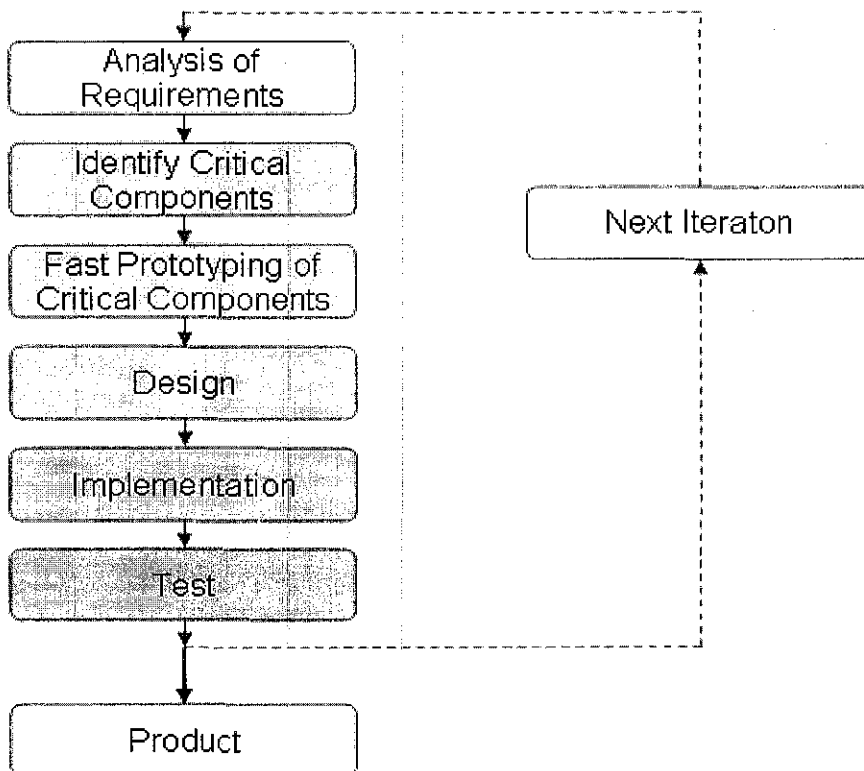 Analysis of
Requirements
Identify Critical
Components
Fast Prototyping of
Critical Components
Design
Implementation
Test
Product
Next Iteraton